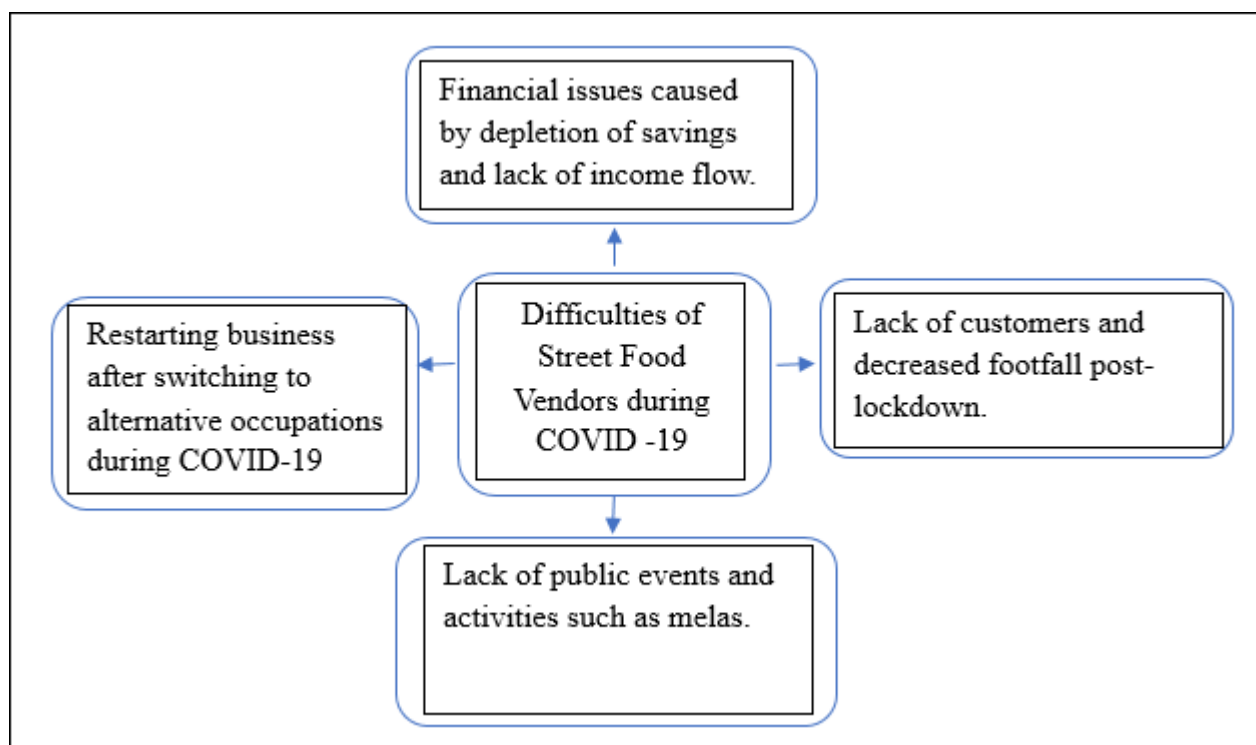 Financial issues caused
by depletion of savings
and lack of income flow.
Restarting business
after switching to
alternative occupations
during COVID-19
Difficulties of
Street Food
Vendors during
COVID -19
Lack of customers and
decreased footfall post-
lockdown.
Lack of public events and
activities such as melas.